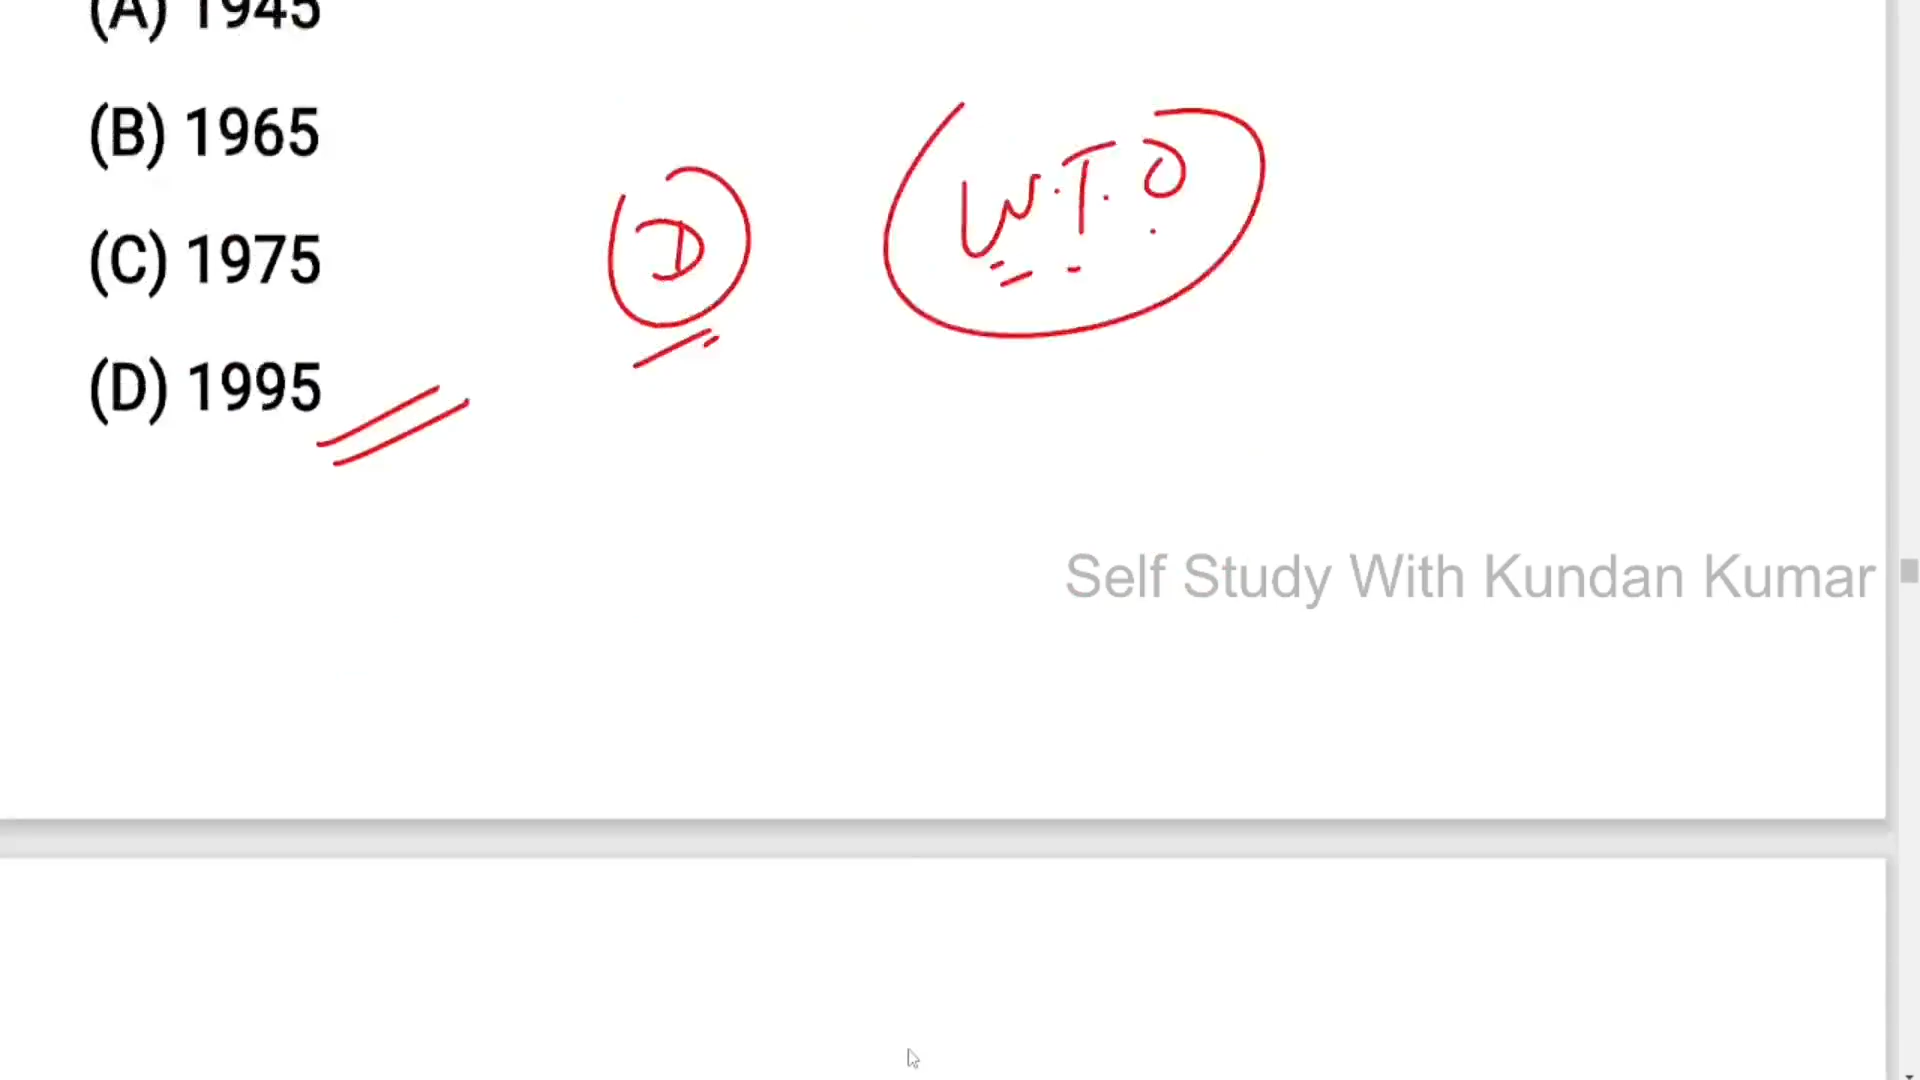 (A) 1945
(B) 1965
(C) 1975
(D) 1995
D
W.T.O
Self Study With Kundan Kumar